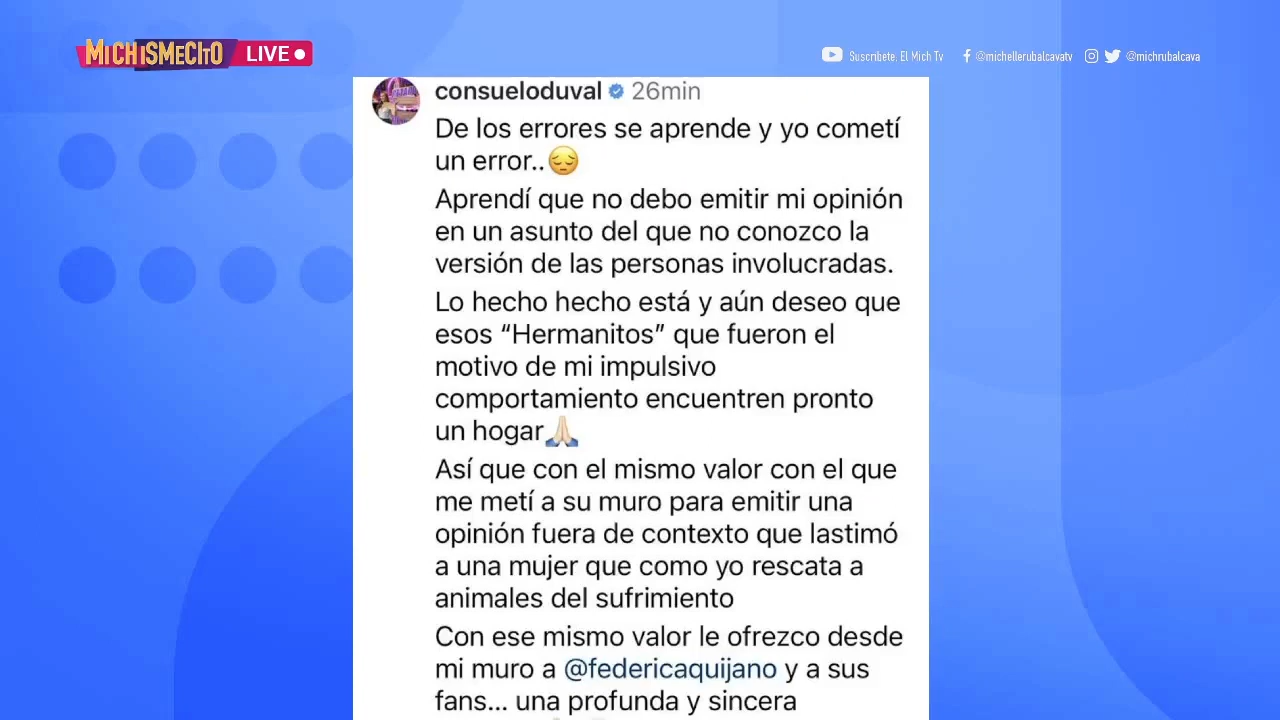 MICHISMECITO LIVE
Suscribete. El Mich Tv @michellerubalcavatv @michrubalcava
consueloduval 26min
De los errores se aprende y yo cometí
un error..😔
Aprendí que no debo emitir mi opinión
en un asunto del que no conozco la
versión de las personas involucradas.
Lo hecho hecho está y aún deseo que
esos “Hermanitos” que fueron el
motivo de mi impulsivo
comportamiento encuentren pronto
un hogar🙏🏻
Así que con el mismo valor con el que
me metí a su muro para emitir una
opinión fuera de contexto que lastimó
a una mujer que como yo rescata a
animales del sufrimiento
Con ese mismo valor le ofrezco desde
mi muro a @federicaquijano y a sus
fans... una profunda y sincera